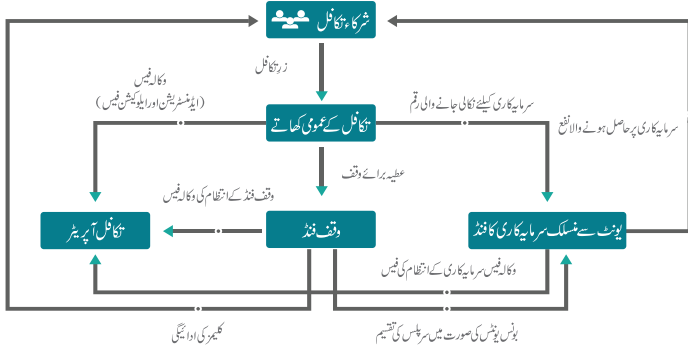 شرکاء تکافل
زرِ تکافل
وکالہ فیس
(ایڈمنسٹریشن اور ایلوکیشن فیس)
تکافل کے عمومی کھاتے
سرمایہ کاری کیلئے نکالی جانے والی رقم
سرمایہ کاری پر حاصل ہونے والا نفع
عطیہ برائے وقف
وقف فنڈ کے انتظام کی وکالہ فیس
تکافل آپریٹر
وقف فنڈ
یونٹ سے منسلک سرمایہ کاری کا فنڈ
وکالہ فیس سرمایہ کاری کے انتظام کی فیس
کلیمز کی ادائیگی
بونس یونٹس کی صورت میں سرپلس کی تقسیم